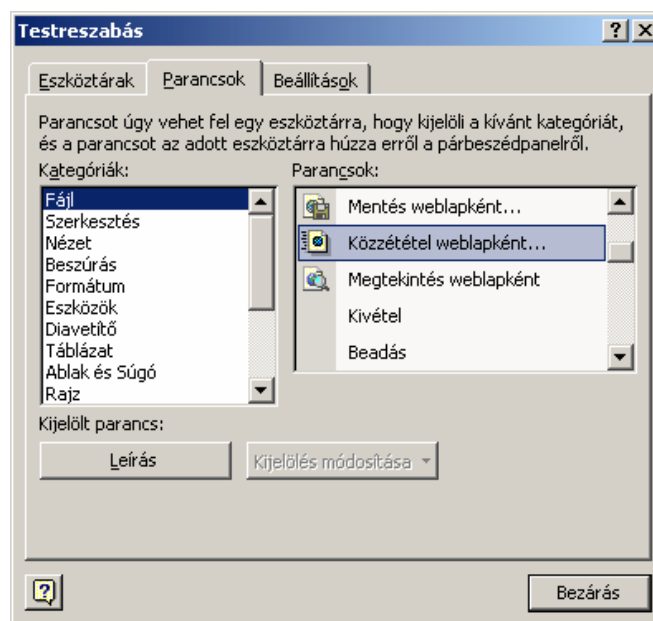 Testreszabás
Eszköztárak Parancsok Beállítások
Parancsot úgy vehet fel egy eszköztárra, hogy kijelöli a kívánt kategóriát,
és a parancsot az adott eszköztárra húzza erről a párbeszédpanelről.
Kategóriák:
Fájl
Szerkesztés
Nézet
Beszúrás
Formátum
Eszközök
Diavetítő
Táblázat
Ablak és Súgó
Rajz
Parancsok:
Mentés weblapként...
Közzététel weblapként...
Megtekintés weblapként
Kivétel
Beadás
Kijelölt parancs:
Leírás
Kijelölés módosítása
Bezárás